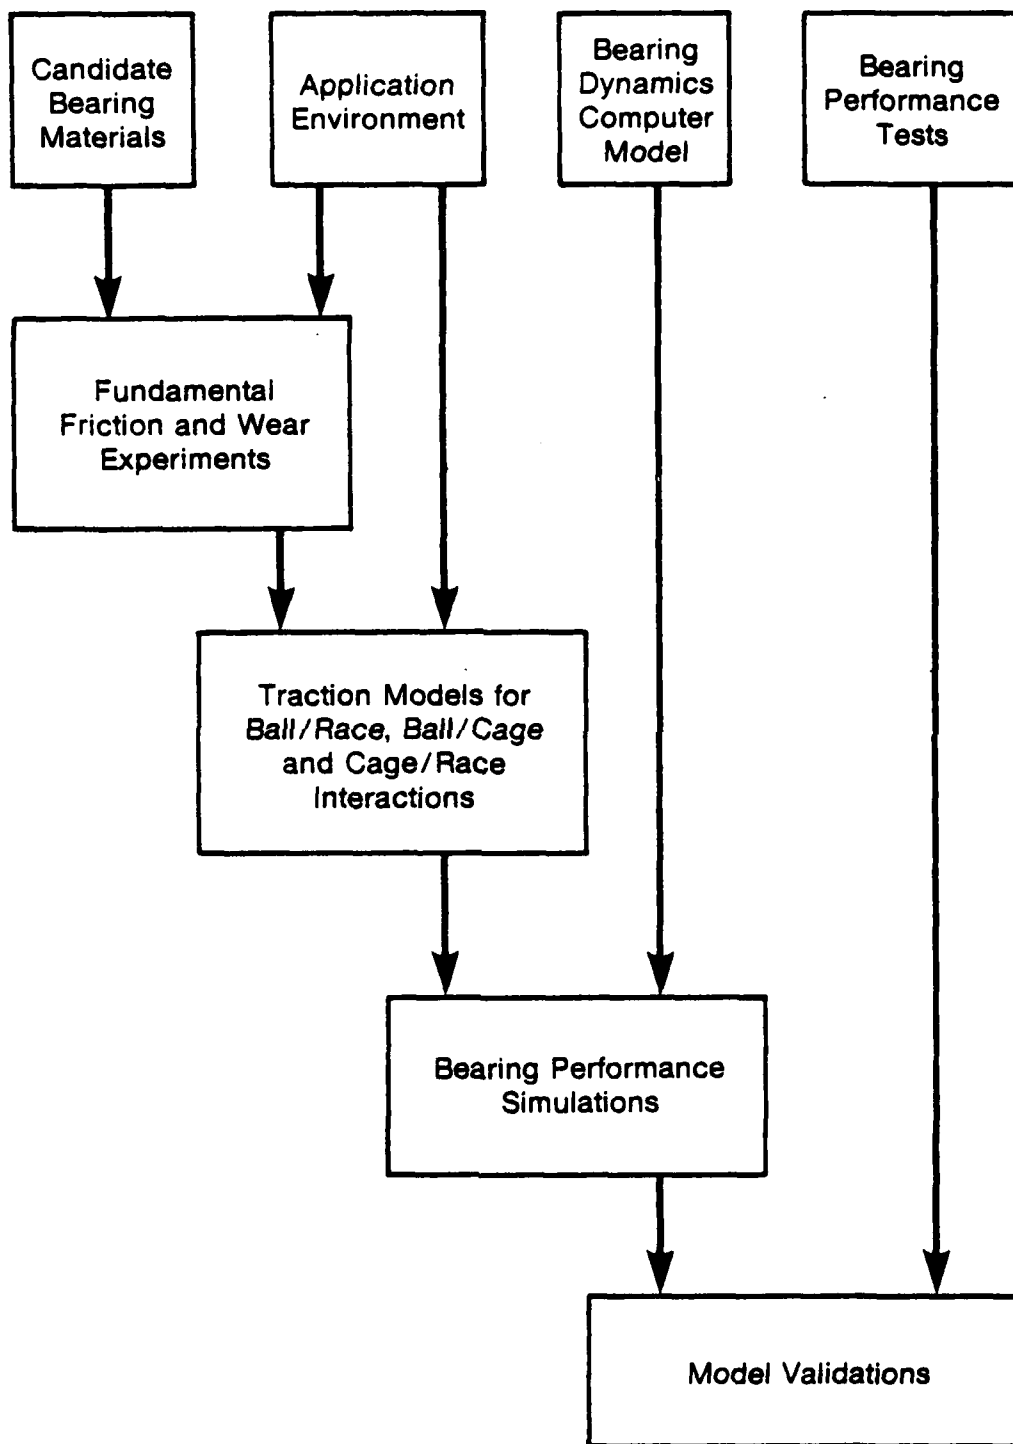 Candidate
Bearing
Materials
Application
Environment
Bearing
Dynamics
Computer
Model
Bearing
Performance
Tests
Fundamental
Friction and Wear
Experiments
Traction Models for
Ball/Race, Ball/Cage
and Cage/Race
Interactions
Bearing Performance
Simulations
Model Validations